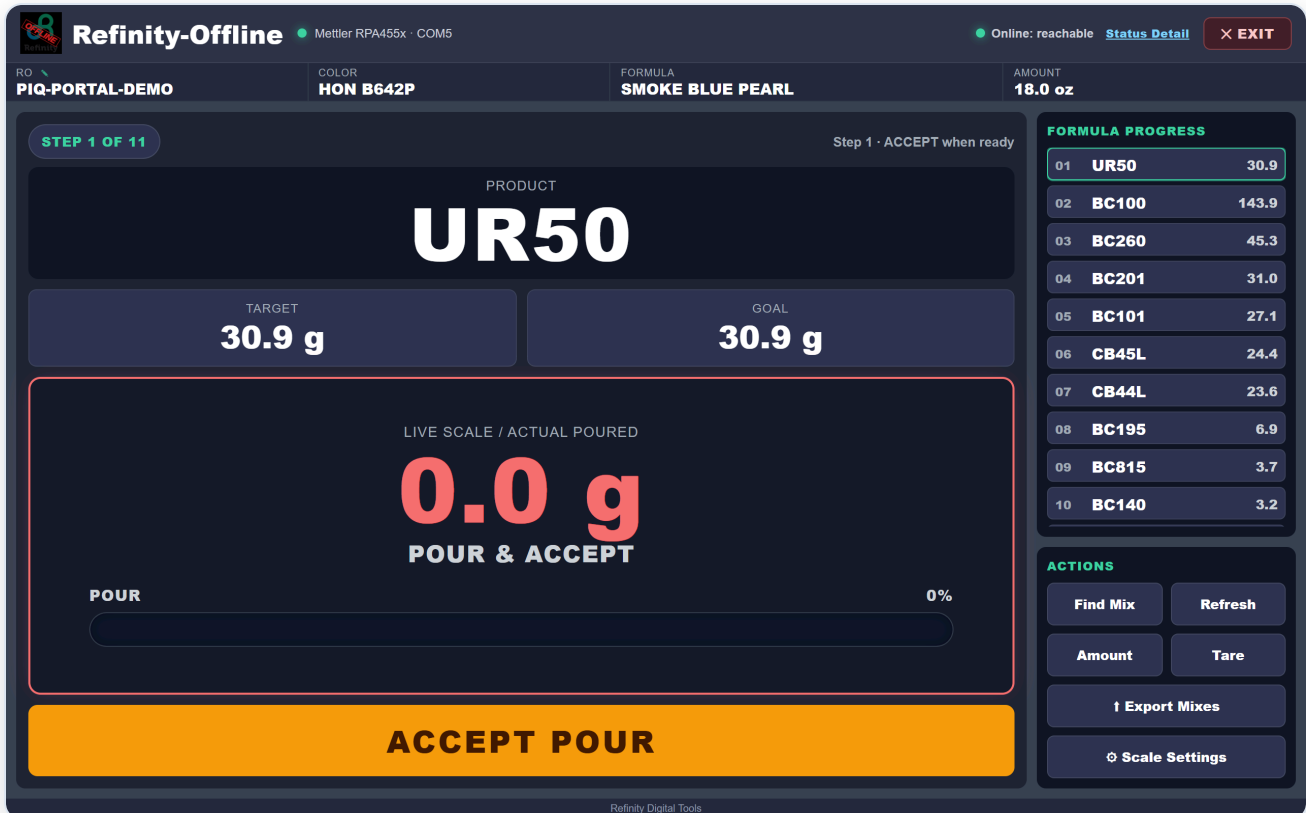 OFFLINE
Refinity
Refinity-Offline
Mettler RPA455x · COM5
Online: reachable
Status Detail
✕ EXIT
RO
PIQ-PORTAL-DEMO
COLOR
HON B642P
FORMULA
SMOKE BLUE PEARL
AMOUNT
18.0 oz
STEP 1 OF 11
Step 1 · ACCEPT when ready
PRODUCT
UR50
TARGET
30.9 g
GOAL
30.9 g
LIVE SCALE / ACTUAL POURED
0.0 g
POUR & ACCEPT
POUR 0%
ACCEPT POUR
FORMULA PROGRESS
01 UR50 30.9
02 BC100 143.9
03 BC260 45.3
04 BC201 31.0
05 BC101 27.1
06 CB45L 24.4
07 CB44L 23.6
08 BC195 6.9
09 BC815 3.7
10 BC140 3.2
ACTIONS
Find Mix Refresh
Amount Tare
⬆ Export Mixes
⚙ Scale Settings
Refinity Digital Tools